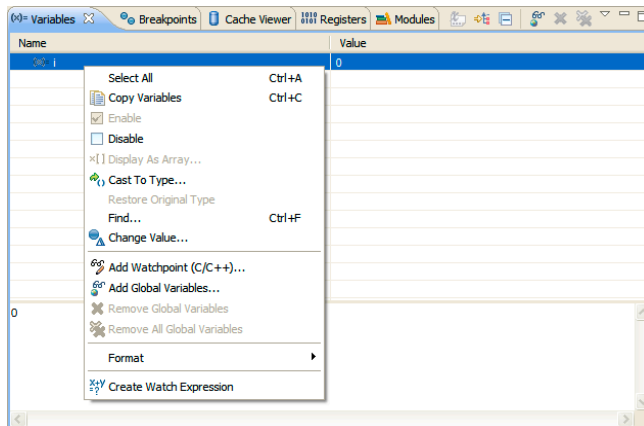 (x)= Variables Breakpoints Cache Viewer 1010 0101 Registers Modules
Name Value
(x)= i 0
Select All Ctrl+A
Copy Variables Ctrl+C
Enable
Disable
×[] Display As Array...
Cast To Type...
Restore Original Type
Find... Ctrl+F
Change Value...
Add Watchpoint (C/C++)...
Add Global Variables...
Remove Global Variables
Remove All Global Variables
Format
x+y =? Create Watch Expression
0